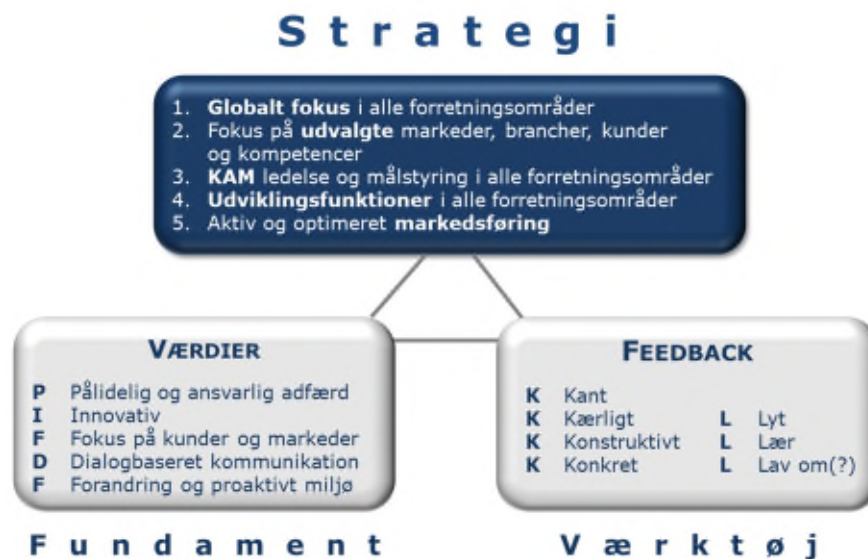 Strategi
1. Globalt fokus i alle forretningsområder
2. Fokus på udvalgte markeder, brancher, kunder
og kompetencer
3. KAM ledelse og målstyring i alle forretningsområder
4. Udviklingsfunktioner i alle forretningsområder
5. Aktiv og optimeret markedsføring
VÆRDIER
P Pålidelig og ansvarlig adfærd
I Innovativ
F Fokus på kunder og markeder
D Dialogbaseret kommunikation
F Forandring og proaktivt miljø
Fundament
FEEDBACK
K Kant
K Kærligt L Lyt
K Konstruktivt L Lær
K Konkret L Lav om(?)
Værktøj